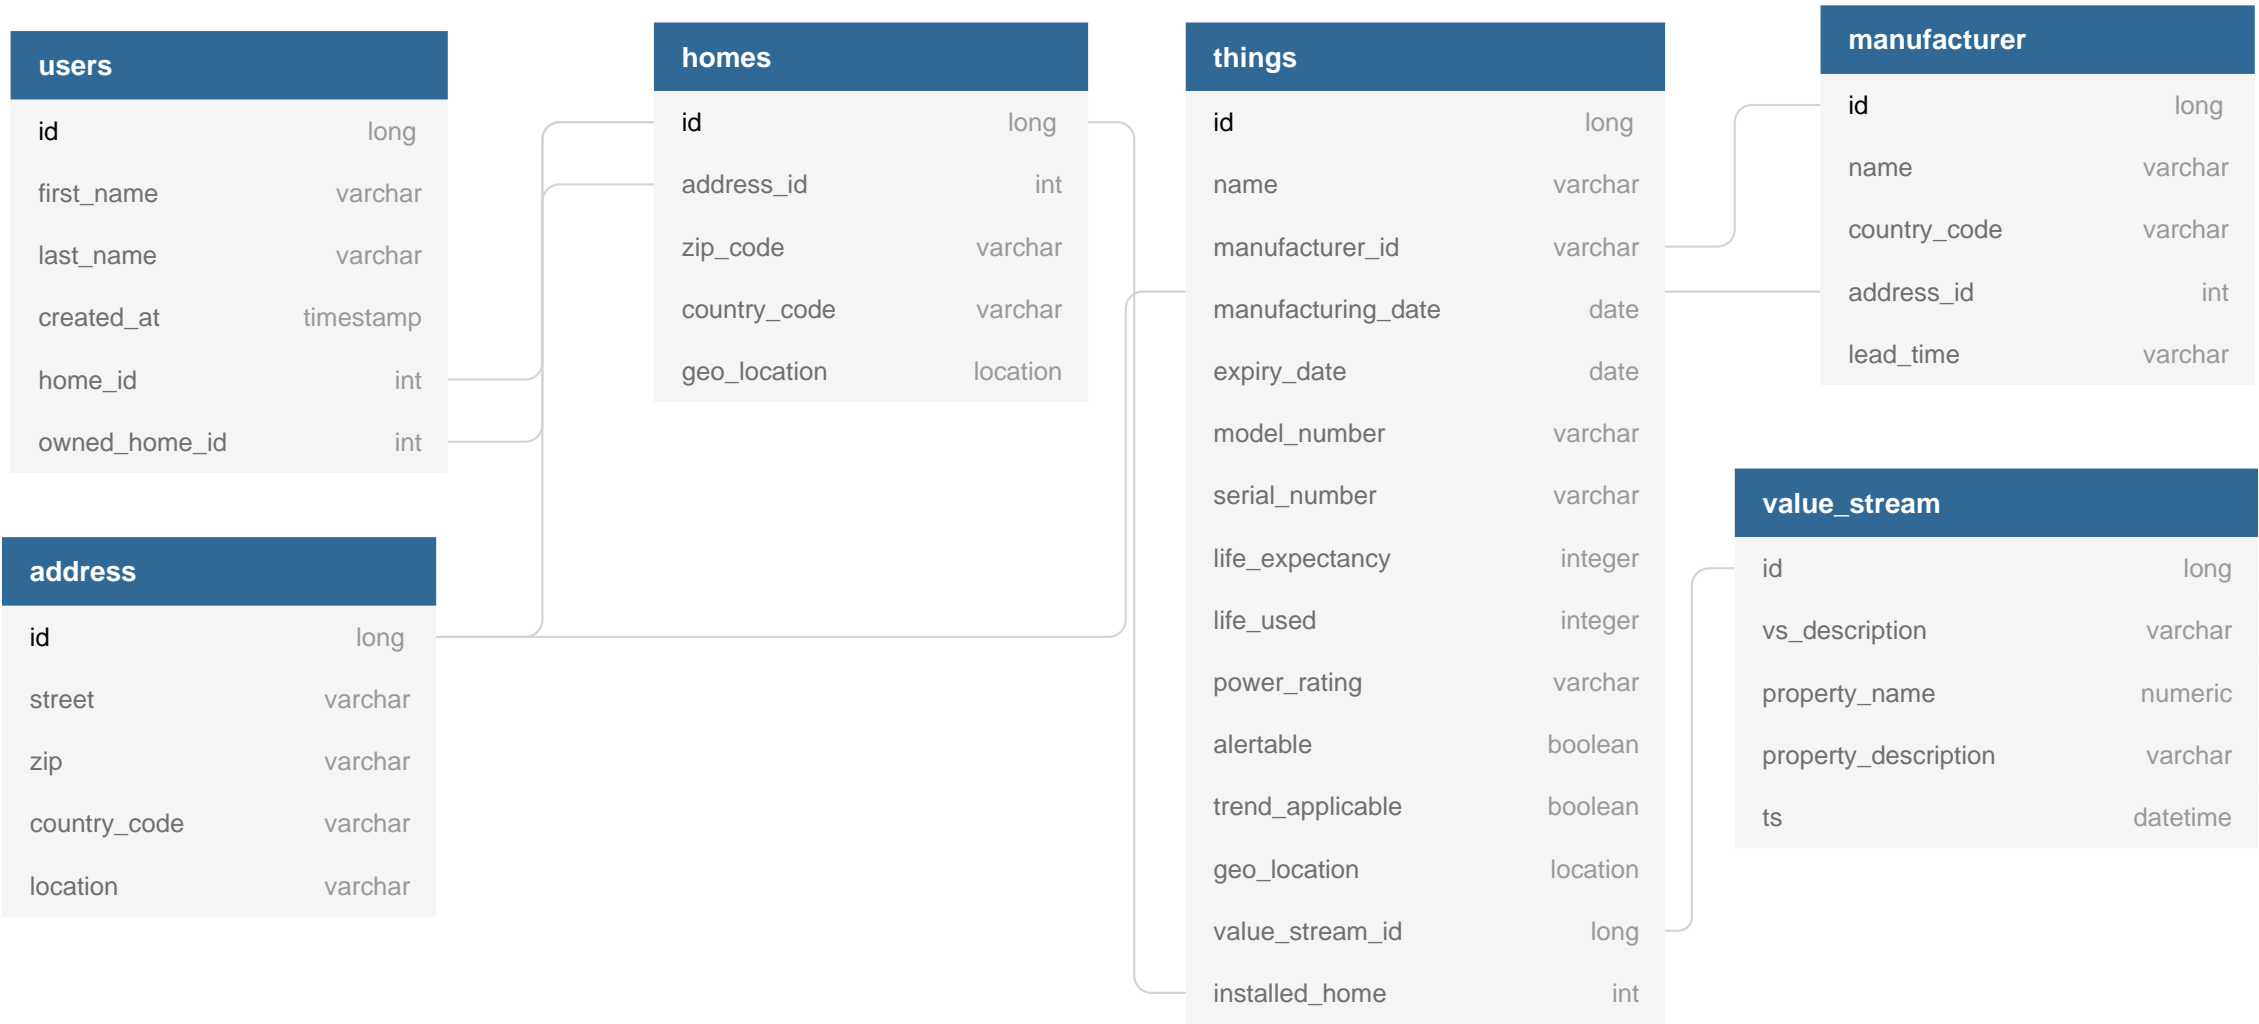 users
id long
first_name varchar
last_name varchar
created_at timestamp
home_id int
owned_home_id int
address
id long
street varchar
zip varchar
country_code varchar
location varchar
homes
id long
address_id int
zip_code varchar
country_code varchar
geo_location location
things
id long
name varchar
manufacturer_id varchar
manufacturing_date date
expiry_date date
model_number varchar
serial_number varchar
life_expectancy integer
life_used integer
power_rating varchar
alertable boolean
trend_applicable boolean
geo_location location
value_stream_id long
installed_home int
manufacturer
id long
name varchar
country_code varchar
address_id int
lead_time varchar
value_stream
id long
vs_description varchar
property_name numeric
property_description varchar
ts datetime